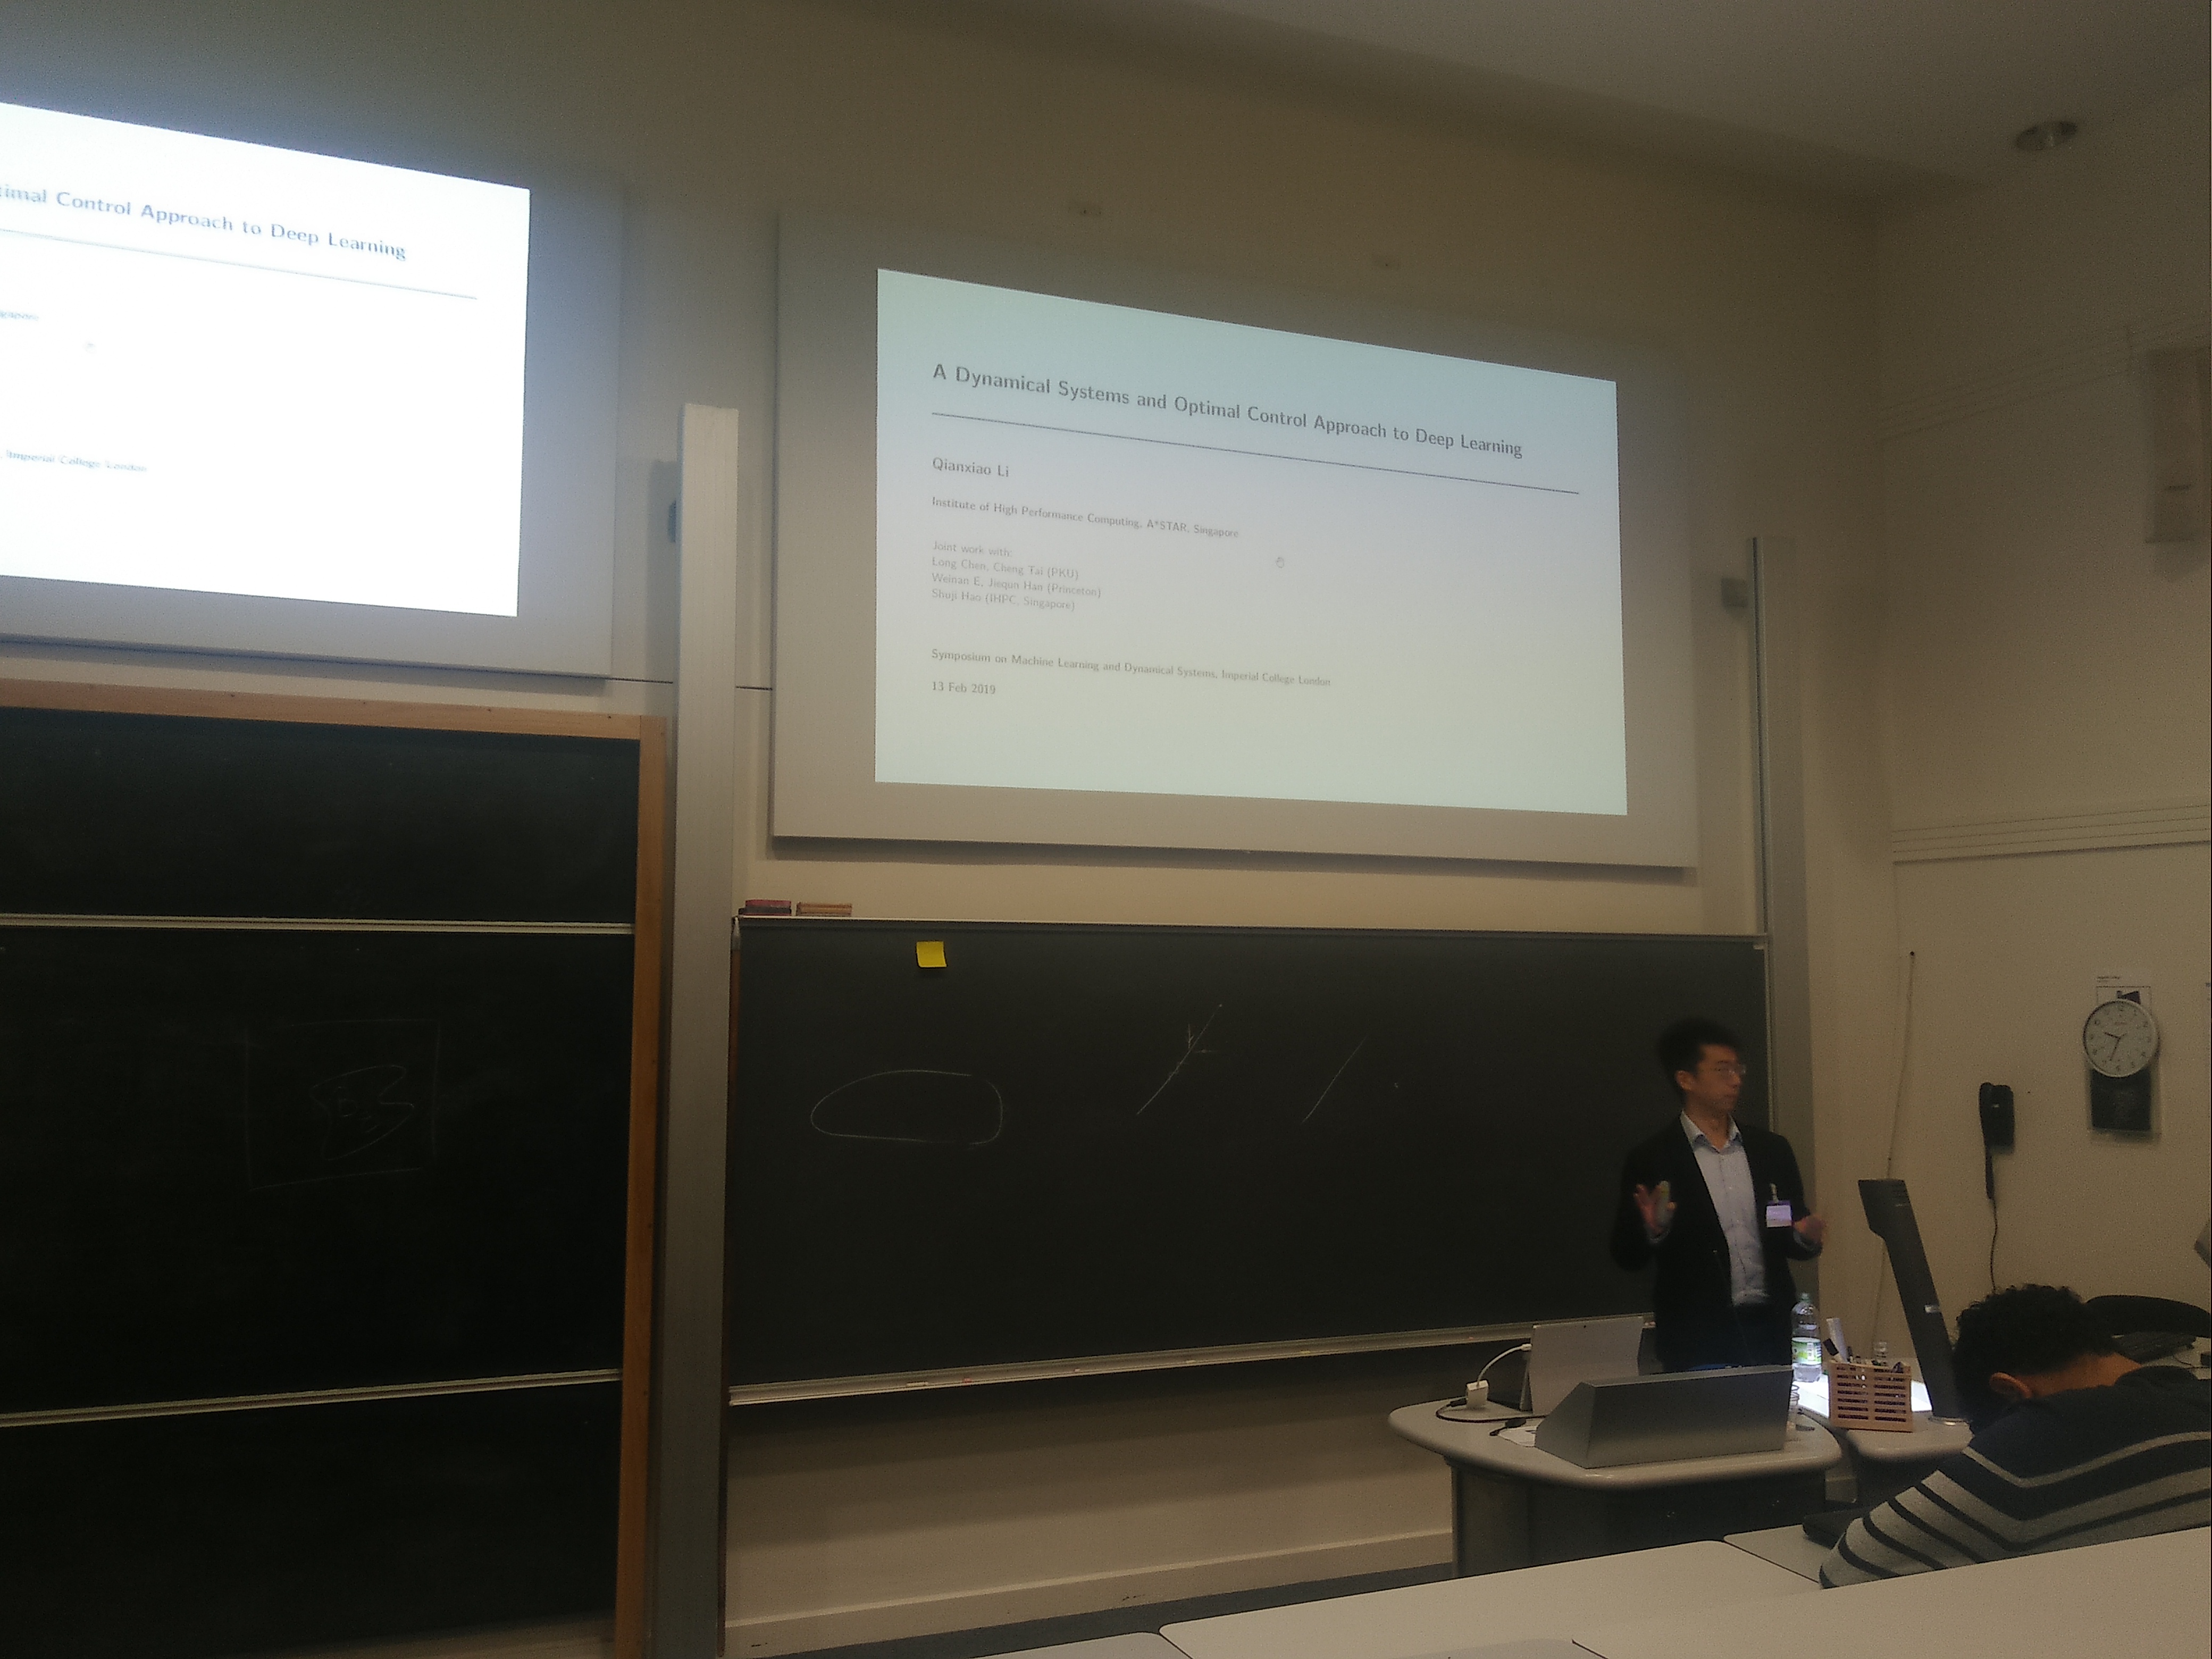 timal Control Approach to Deep Learning
Imperial College London
A Dynamical Systems and Optimal Control Approach to Deep Learning
Qianxiao Li
Institute of High Performance Computing, A*STAR, Singapore
Joint work with:
Long Chen, Cheng Tai (PKU)
Weinan E, Jiequn Han (Princeton)
Shuji Hao (IHPC, Singapore)
Symposium on Machine Learning and Dynamical Systems, Imperial College London
13 Feb 2019